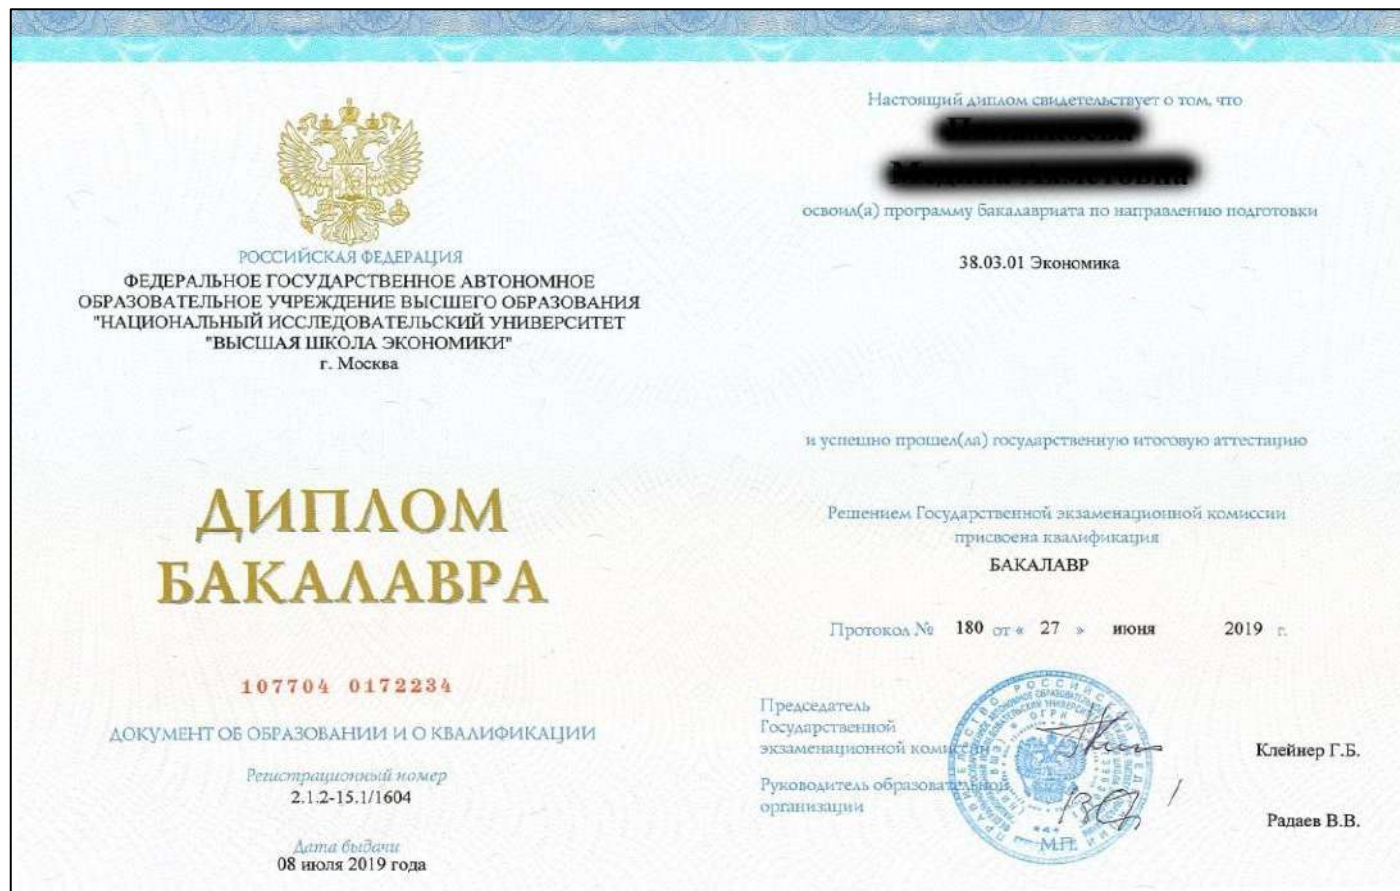 РОССИЙСКАЯ ФЕДЕРАЦИЯ
ФЕДЕРАЛЬНОЕ ГОСУДАРСТВЕННОЕ АВТОНОМНОЕ
ОБРАЗОВАТЕЛЬНОЕ УЧРЕЖДЕНИЕ ВЫСШЕГО ОБРАЗОВАНИЯ
"НАЦИОНАЛЬНЫЙ ИССЛЕДОВАТЕЛЬСКИЙ УНИВЕРСИТЕТ
"ВЫСШАЯ ШКОЛА ЭКОНОМИКИ"
г. Москва
ДИПЛОМ
БАКАЛАВРА
107704 0172234
ДОКУМЕНТ ОБ ОБРАЗОВАНИИ И О КВАЛИФИКАЦИИ
Регистрационный номер
2.1.2-15.1/1604
Дата выдачи
08 июля 2019 года
Настоящий диплом свидетельствует о том, что
освоил(а) программу бакалавриата по направлению подготовки
38.03.01 Экономика
и успешно прошел(ла) государственную итоговую аттестацию
Решением Государственной экзаменационной комиссии
присвоена квалификация
БАКАЛАВР
Протокол № 180 от « 27 » июня 2019 г.
Председатель
Государственной
экзаменационной комиссии
Клейнер Г.Б.
Руководитель образовательной
организации
Радаев В.В.
М.П.